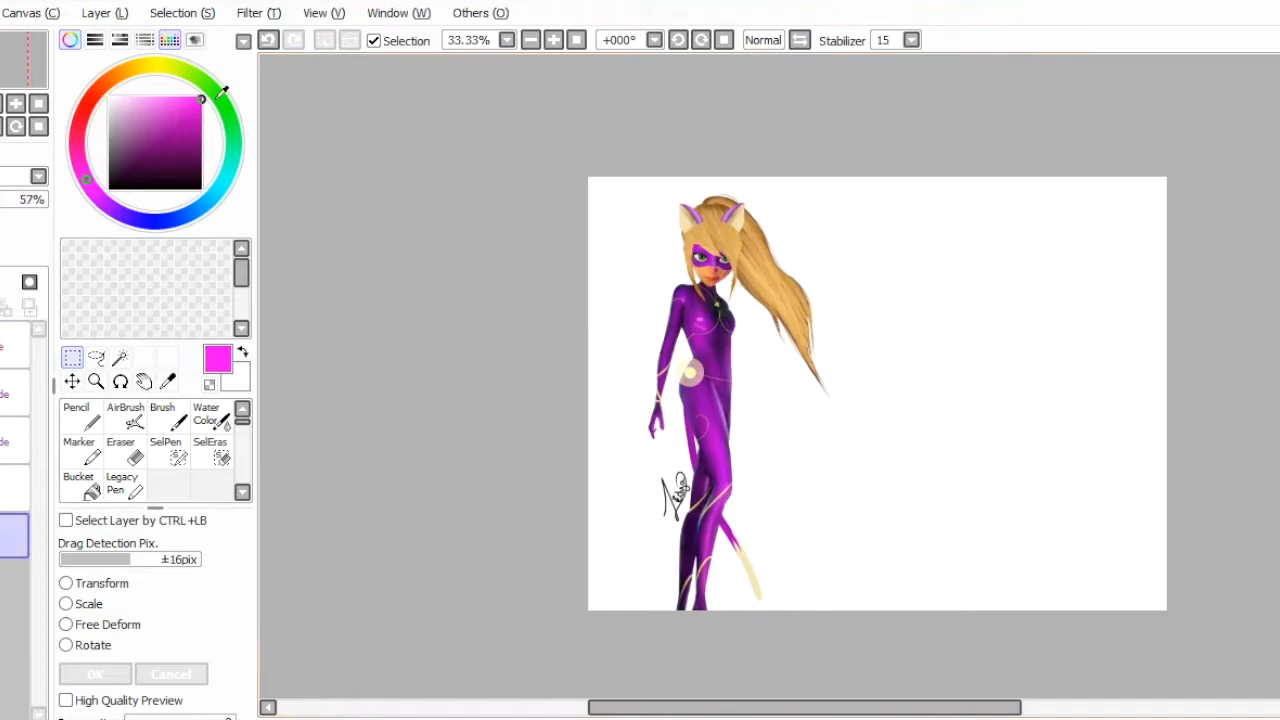 Canvas (C) Layer (L) Selection (S) Filter (T) View (V) Window (W) Others (O)
Selection 33.33% +000° Normal Stabilizer 15
57%
Pencil AirBrush Brush Water Color
Marker Eraser SelPen SelEras
Bucket Legacy Pen
Select Layer by CTRL +LB
Drag Detection Pix.
±16pix
Transform
Scale
Free Deform
Rotate
OK Cancel
High Quality Preview